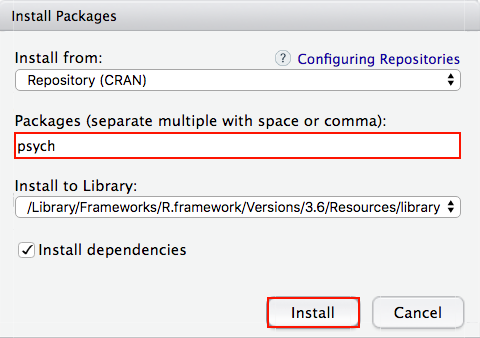 Install Packages
Install from:
? Configuring Repositories
Repository (CRAN)
Packages (separate multiple with space or comma):
psych
Install to Library:
/Library/Frameworks/R.framework/Versions/3.6/Resources/library
Install dependencies
Install
Cancel